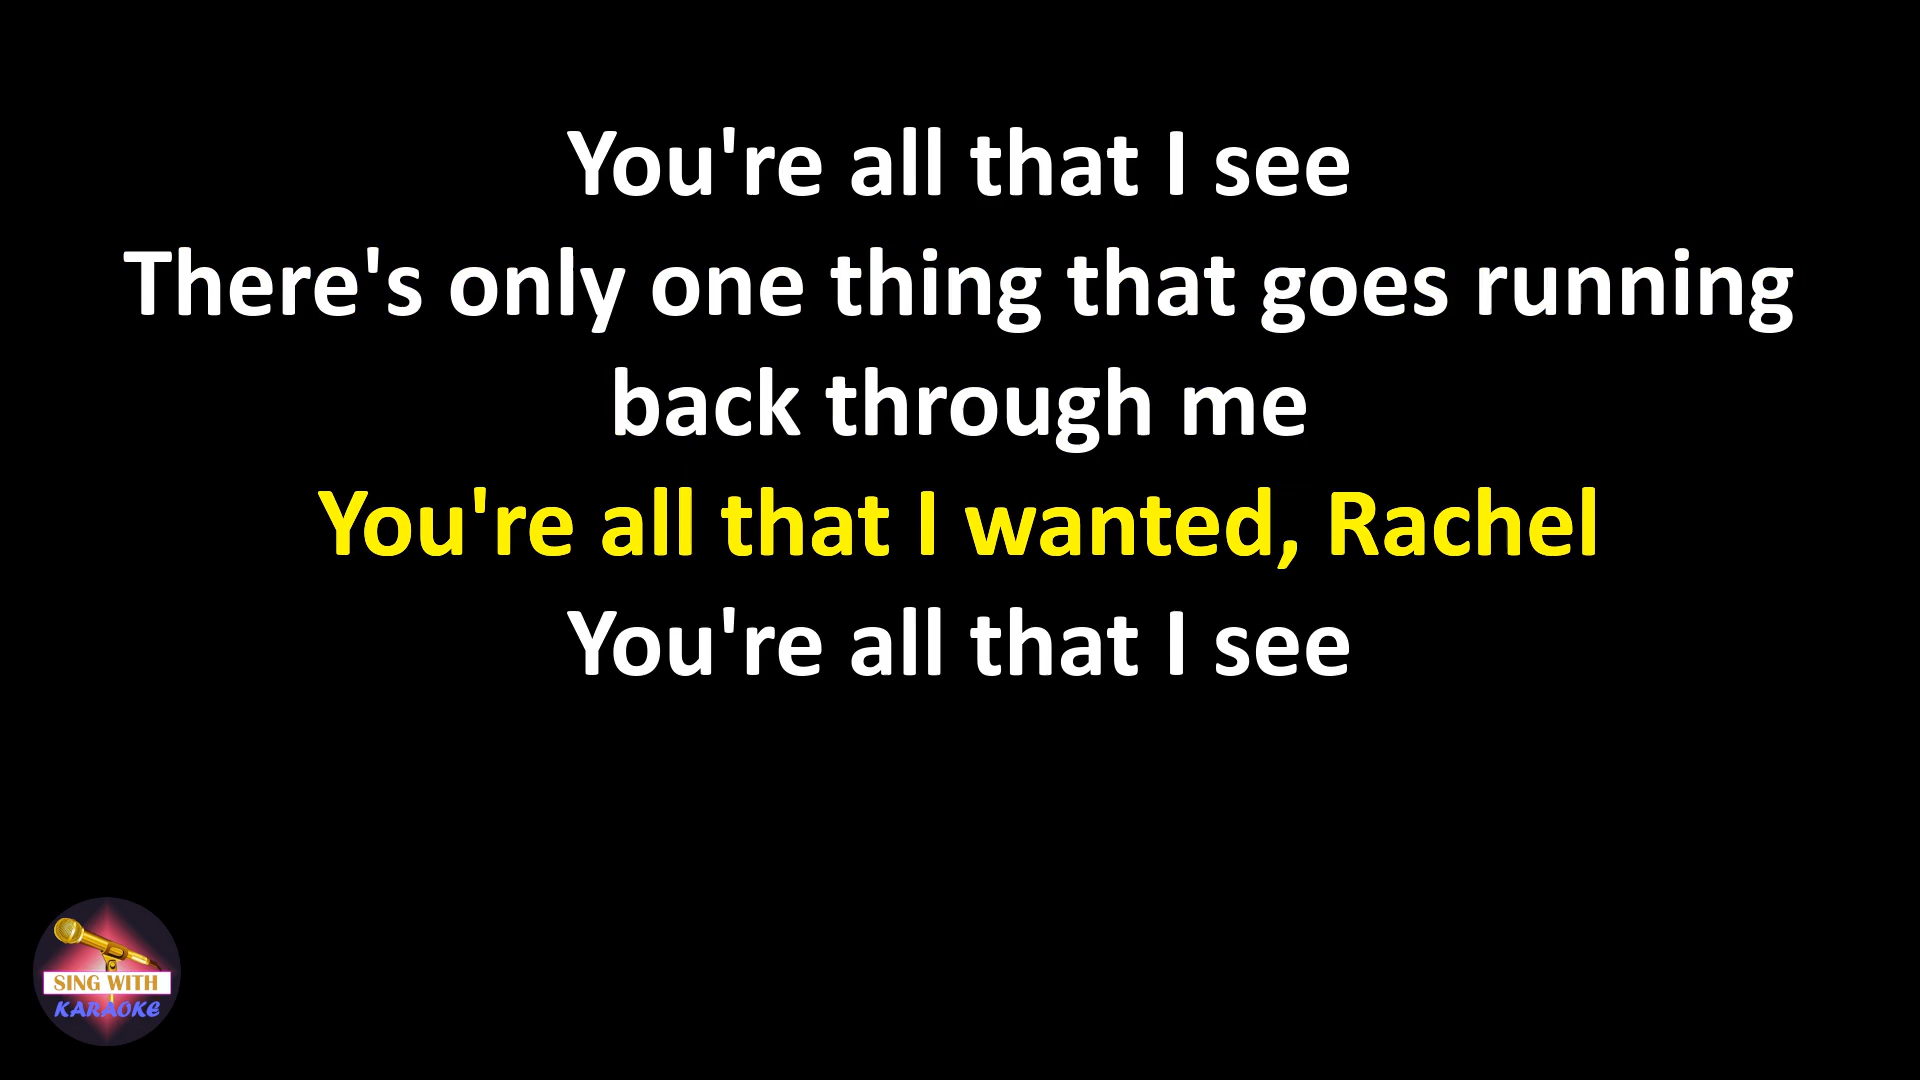 You're all that I see
There's only one thing that goes running
back through me
You're all that I wanted, Rachel
You're all that I see
SING WITH
KARAOKE